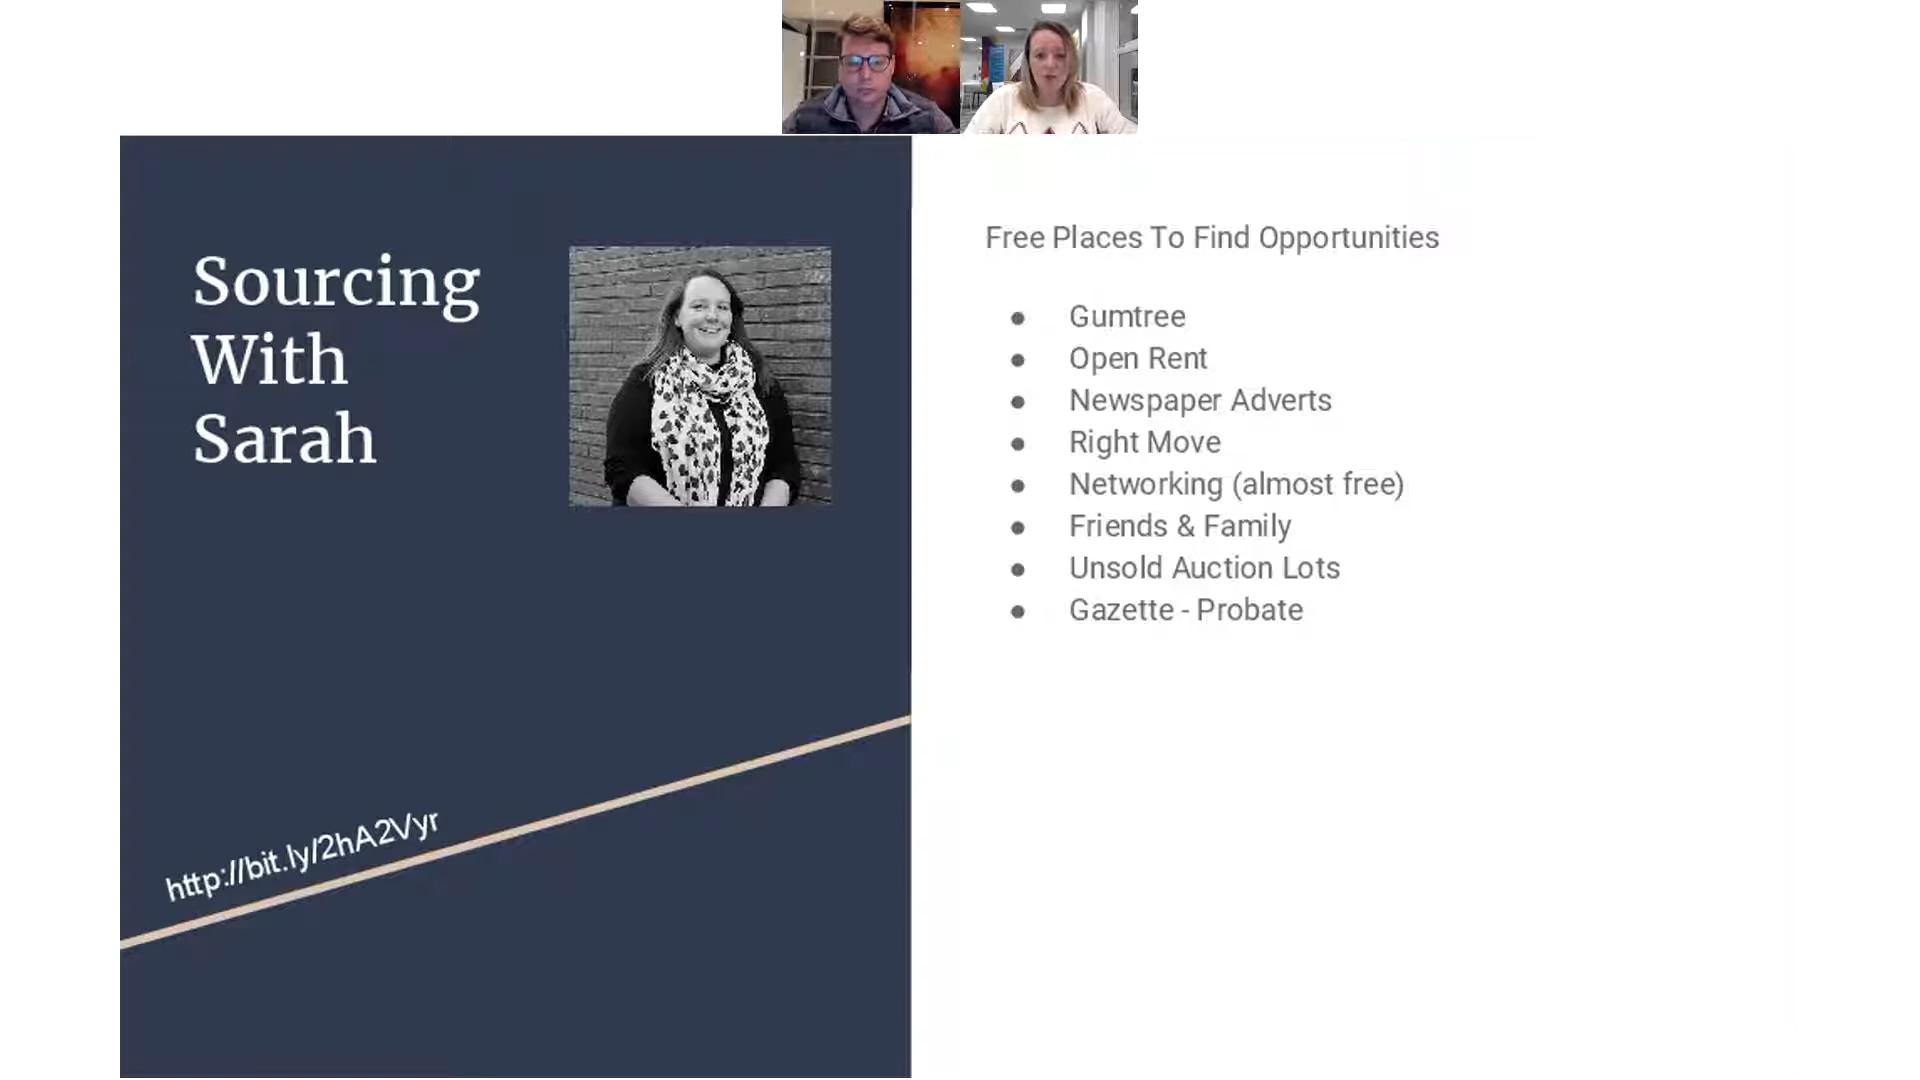 Sourcing
With
Sarah
http://bit.ly/2hA2Vyr
Free Places To Find Opportunities
● Gumtree
● Open Rent
● Newspaper Adverts
● Right Move
● Networking (almost free)
● Friends & Family
● Unsold Auction Lots
● Gazette - Probate